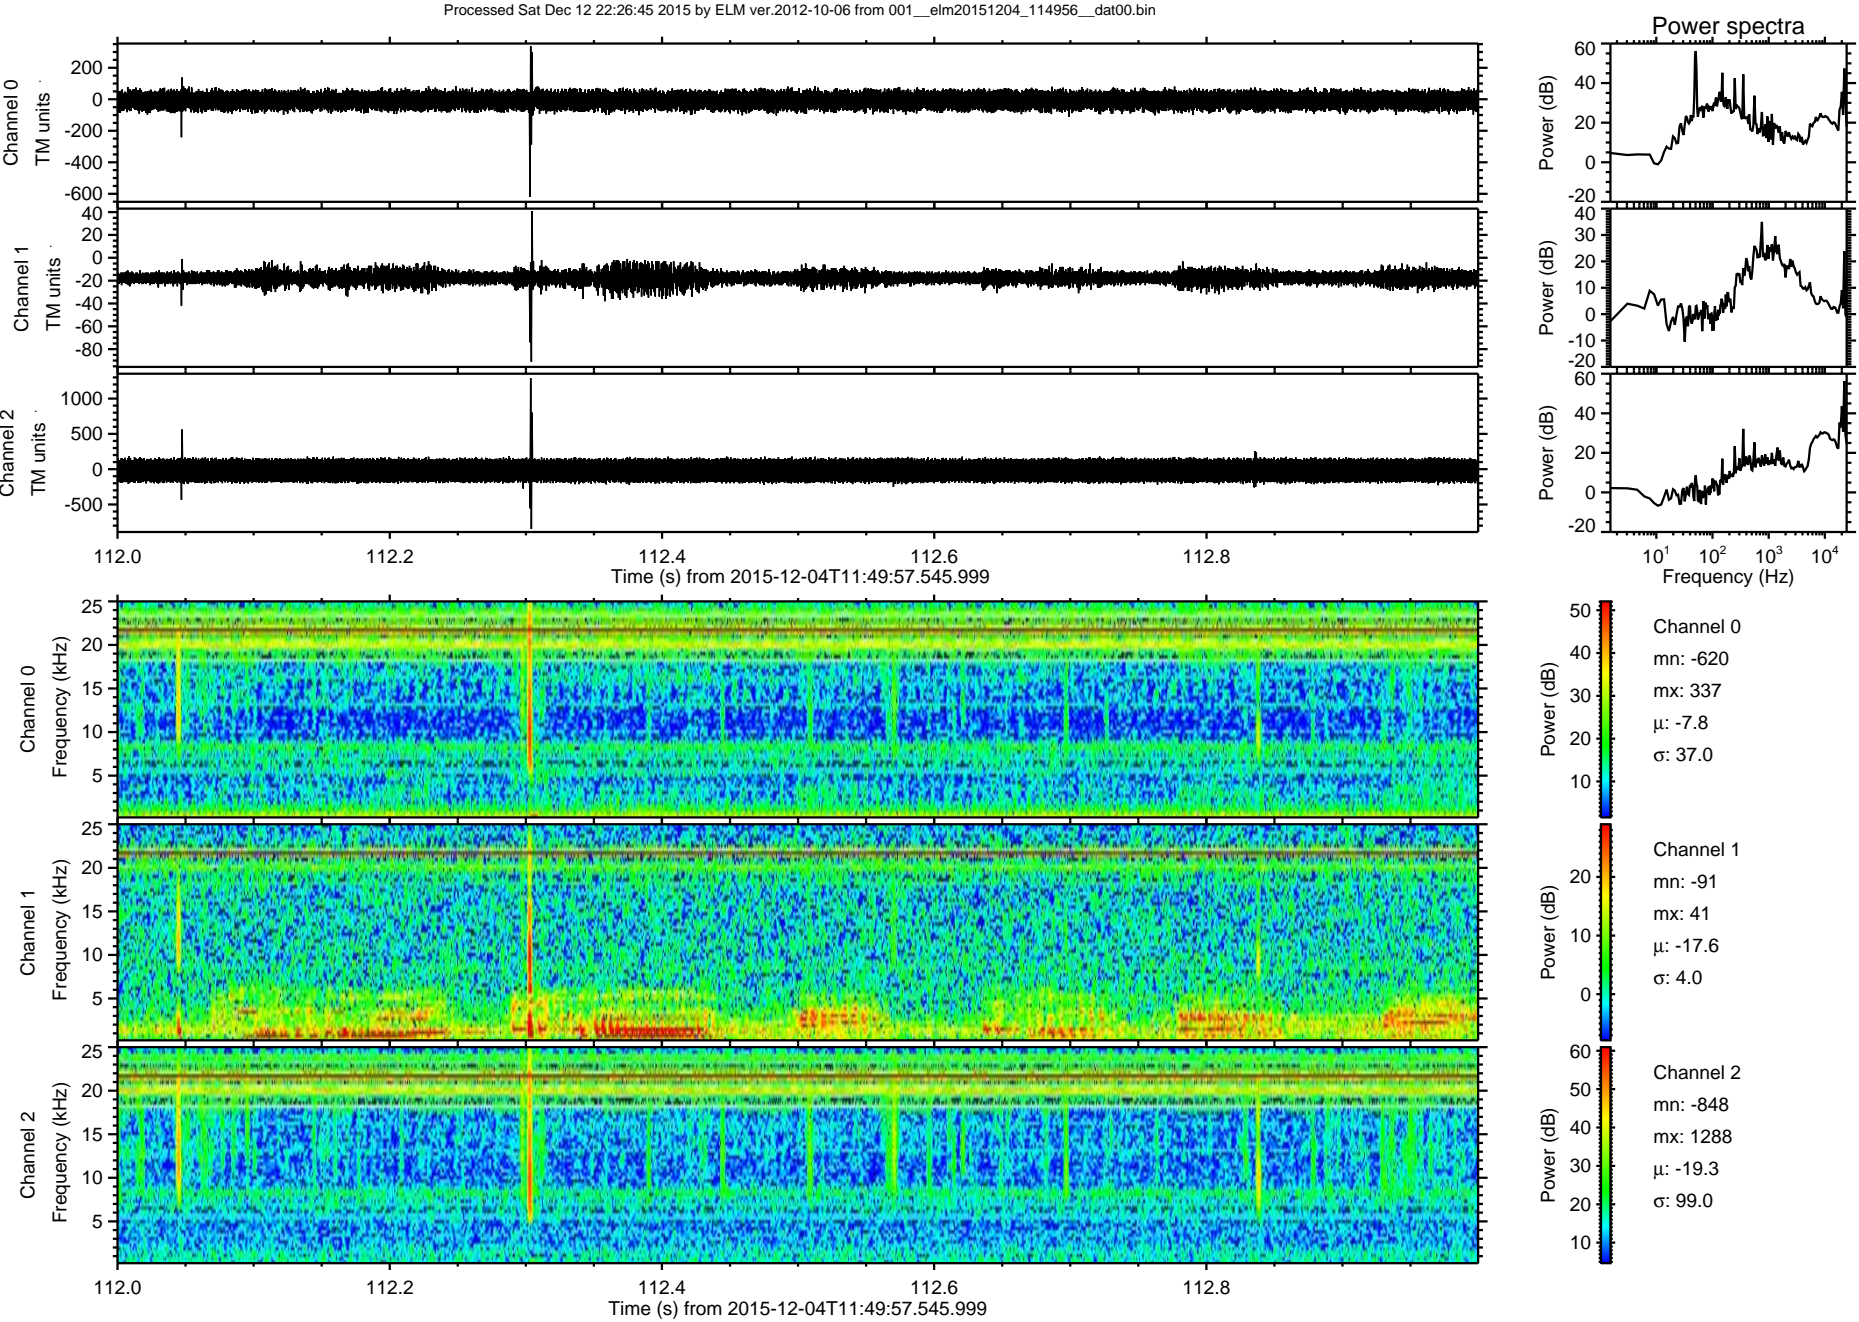 Processed Sat Dec 12 22:26:45 2015 by ELM ver.2012-10-06 from 001__elm20151204_114956__dat00.bin
Power spectra
Channel 0
TM units
200
0
-200
-400
-600
Power (dB)
60
40
20
0
-20
Channel 1
TM units
40
20
0
-20
-40
-60
-80
Power (dB)
40
30
20
10
0
-10
-20
Channel 2
TM units
1000
500
0
-500
Power (dB)
60
40
20
0
-20
112.0 112.2 112.4 112.6 112.8
Time (s) from 2015-12-04T11:49:57.545.999
10¹ 10² 10³ 10⁴
Frequency (Hz)
Channel 0
Frequency (kHz)
25
20
15
10
5
Power (dB)
50
40
30
20
10
Channel 0
mn: -620
mx: 337
μ: -7.8
σ: 37.0
Channel 1
Frequency (kHz)
25
20
15
10
5
Power (dB)
20
10
0
Channel 1
mn: -91
mx: 41
μ: -17.6
σ: 4.0
Channel 2
Frequency (kHz)
25
20
15
10
5
Power (dB)
60
50
40
30
20
10
Channel 2
mn: -848
mx: 1288
μ: -19.3
σ: 99.0
112.0 112.2 112.4 112.6 112.8
Time (s) from 2015-12-04T11:49:57.545.999